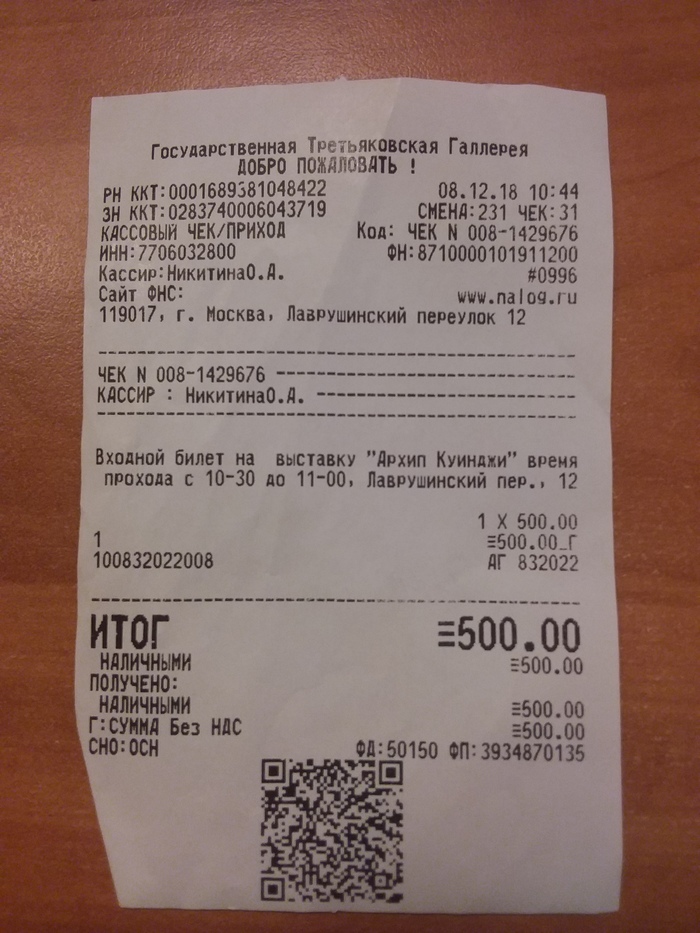 Государственная Третьяковская Галлерея
ДОБРО ПОЖАЛОВАТЬ !
РН ККТ:0001689381048422 08.12.18 10:44
ЗН ККТ:0283740006043719 СМЕНА:231 ЧЕК:31
КАССОВЫЙ ЧЕК/ПРИХОД Код: ЧЕК N 008-1429676
ИНН:7706032800 ФН:8710000101911200
Кассир:НикитинаО.А. #0996
Сайт ФНС: www.nalog.ru
119017, г. Москва, Лаврушинский переулок 12
ЧЕК N 008-1429676
КАССИР : НикитинаО.А.
Входной билет на выставку "Архип Куинджи" время
прохода с 10-30 до 11-00, Лаврушинский пер., 12
1 X 500.00
1 ≡500.00_Г
100832022008 АГ 832022
ИТОГ ≡500.00
НАЛИЧНЫМИ ≡500.00
ПОЛУЧЕНО:
НАЛИЧНЫМИ ≡500.00
Г:СУММА Без НДС ≡500.00
СНО:ОСН ФД:50150 ФП:3934870135